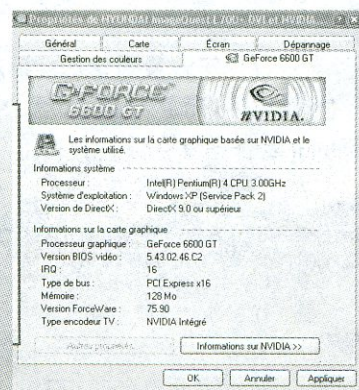 Propriétés de HYUNDAI ImageQuest L70D+ DVI et NVIDIA
Général Carte Écran Dépannage
Gestion des couleurs GeForce 6600 GT
G-FORCE
6600 GT
NVIDIA.
Les informations sur la carte graphique basée sur NVIDIA et le
système utilisé.
Informations système
Processeur : Intel(R) Pentium(R) 4 CPU 3.00GHz
Système d'exploitation : Windows XP (Service Pack 2)
Version de DirectX : DirectX 9.0 ou supérieur
Informations sur la carte graphique
Processeur graphique : GeForce 6600 GT
Version BIOS vidéo : 5.43.02.46.C2
IRQ : 16
Type de bus : PCI Express x16
Mémoire : 128 Mo
Version ForceWare : 75.90
Type encodeur TV : NVIDIA Intégré
Autres propriétés Informations sur NVIDIA >>
OK Annuler Appliquer